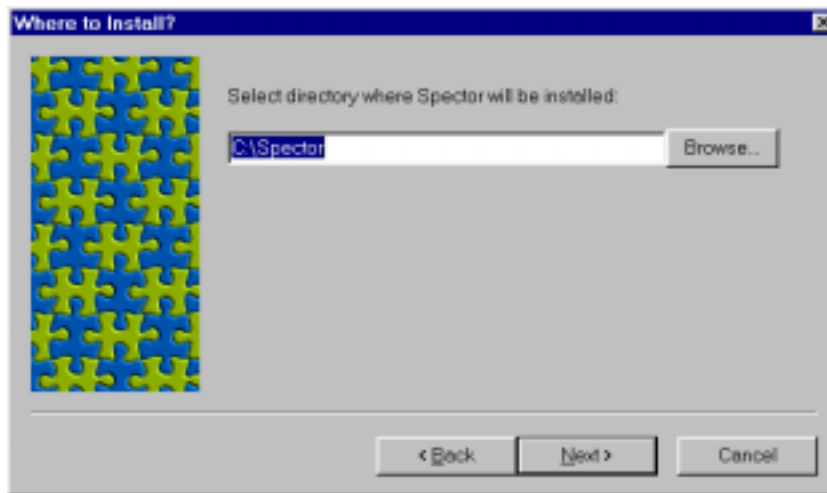 Where to Install?
Select directory where Spector will be installed:
C:\Spector
Browse...
< Back
Next >
Cancel